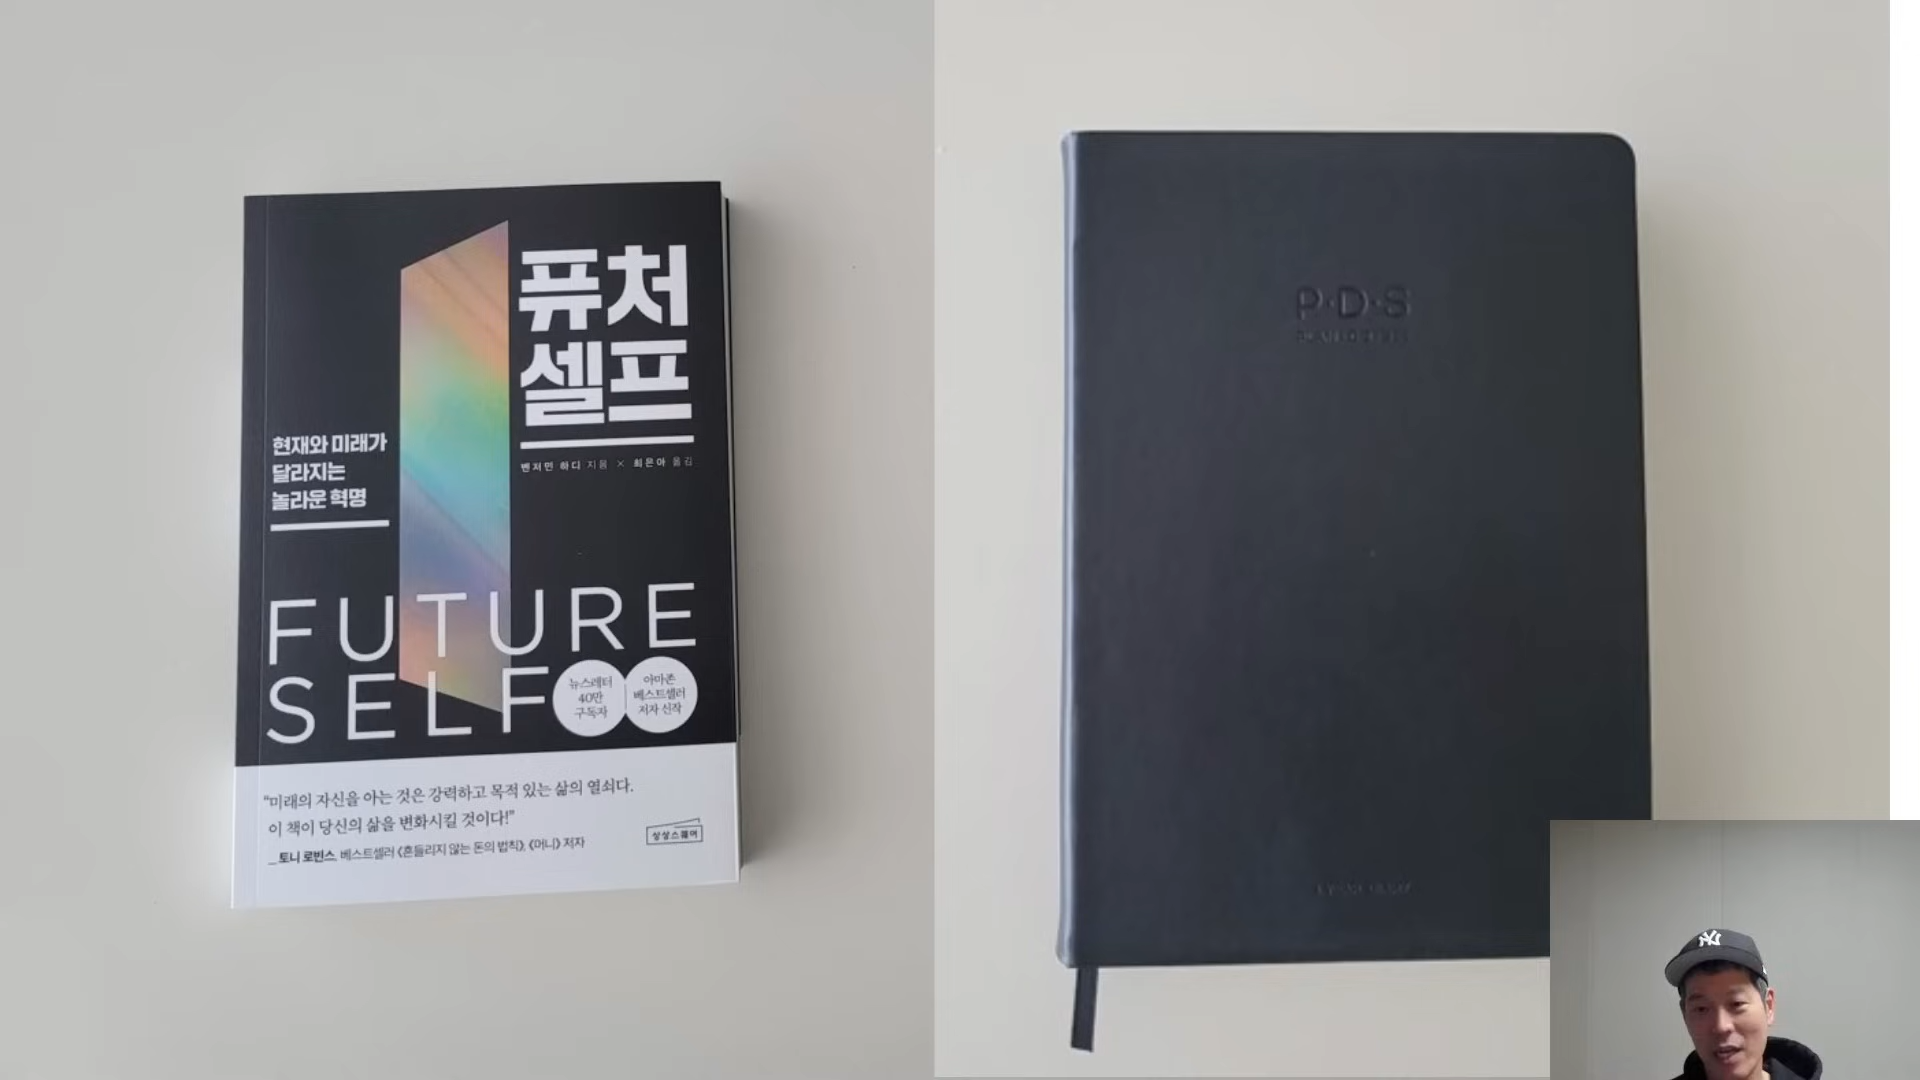 퓨처
셀프
벤저민 하디 지음 × 최은아 옮김
현재와 미래가
달라지는
놀라운 혁명
FUTURE
SELF
뉴스레터
40만
구독자
아마존
베스트셀러
저자 신작
“미래의 자신을 아는 것은 강력하고 목적 있는 삶의 열쇠다.
이 책이 당신의 삶을 변화시킬 것이다!”
_토니 로빈스, 베스트셀러 《흔들리지 않는 돈의 법칙》, 《머니》 저자
상상스퀘어
P·D·S
NY